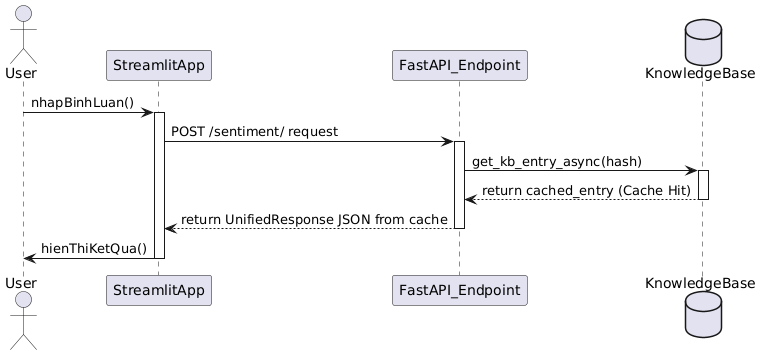 User
StreamlitApp
FastAPI_Endpoint
KnowledgeBase
nhapBinhLuan()
POST /sentiment/ request
get_kb_entry_async(hash)
return cached_entry (Cache Hit)
return UnifiedResponse JSON from cache
hienThiKetQua()
User
StreamlitApp
FastAPI_Endpoint
KnowledgeBase